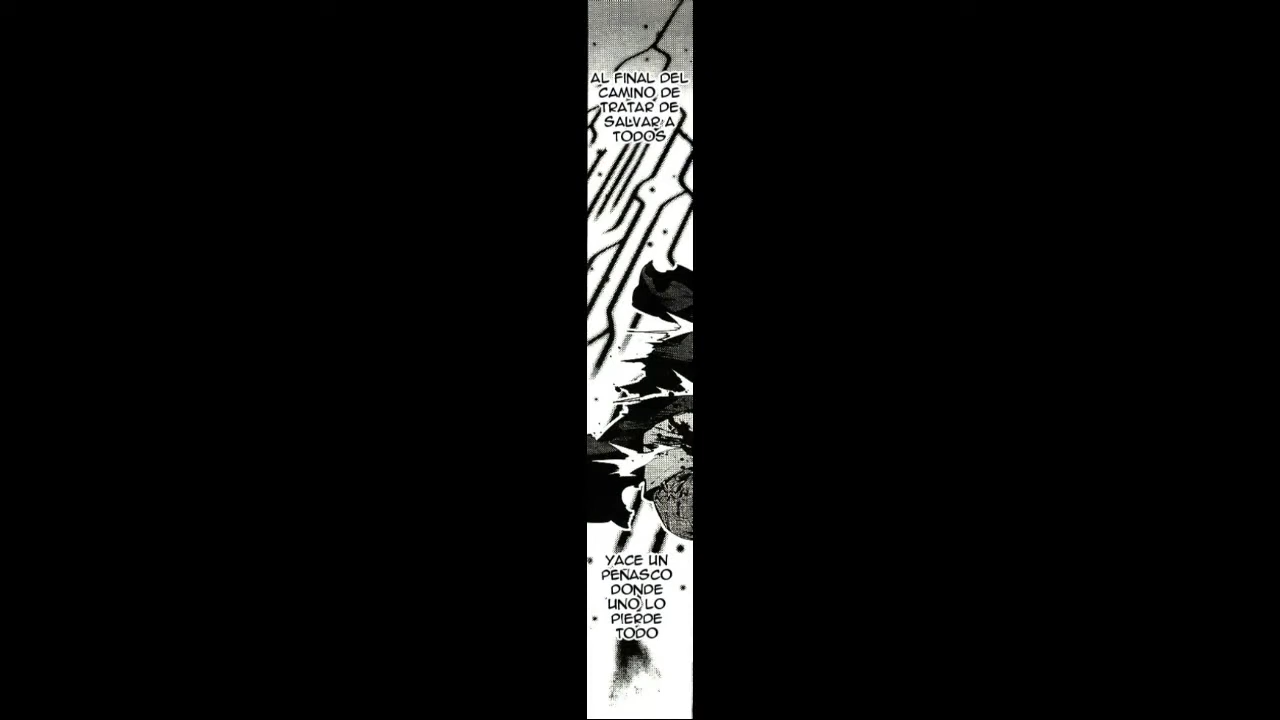 AL FINAL DEL
CAMINO DE
TRATAR DE
SALVAR A
TODOS
YACE UN
PEÑASCO
DONDE
UNO LO
PIERDE
TODO